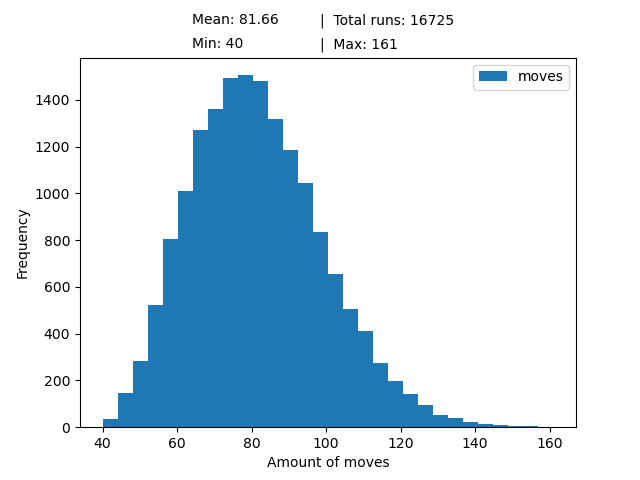 Mean: 81.66 | Total runs: 16725
Min: 40 | Max: 161
moves
1400
1200
1000
800
600
400
200
0
Frequency
40 60 80 100 120 140 160
Amount of moves